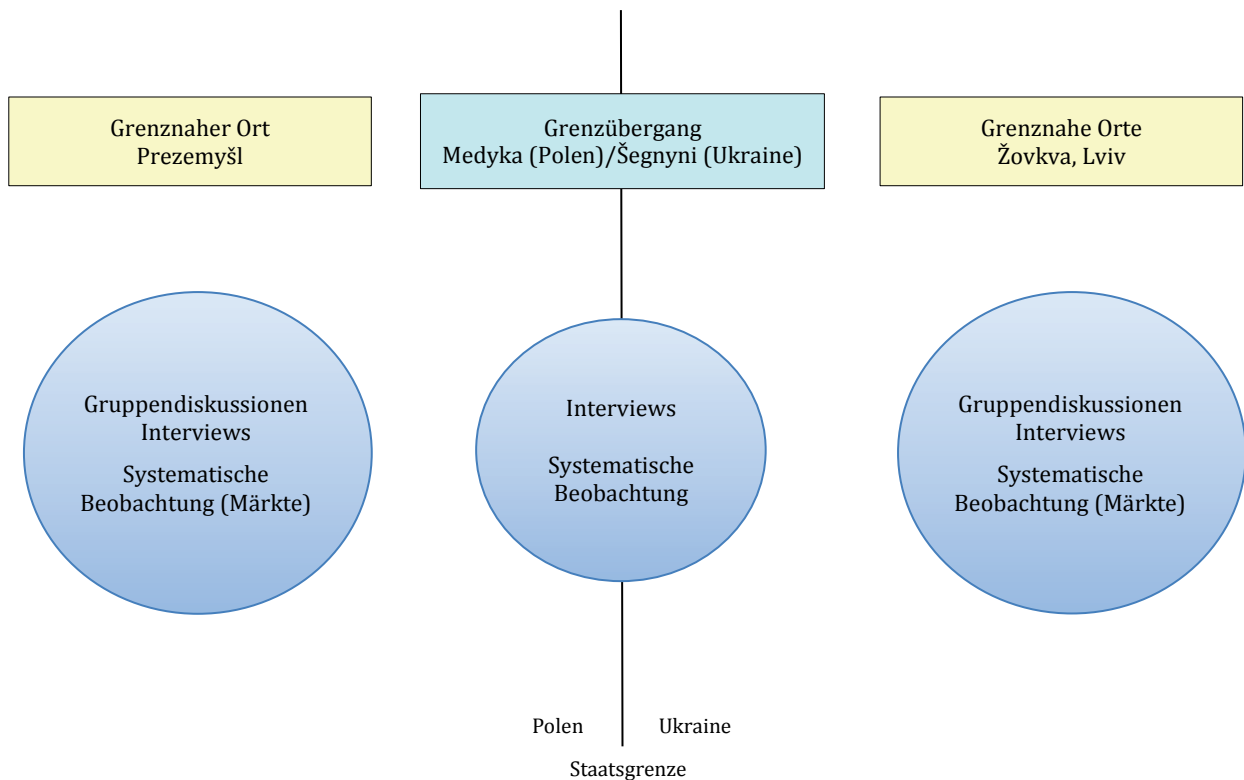 Grenznaher Ort
Prezemyšl
Grenzübergang
Medyka (Polen)/Šegnyni (Ukraine)
Grenznahe Orte
Žovkva, Lviv
Gruppendiskussionen
Interviews
Systematische
Beobachtung (Märkte)
Interviews
Systematische
Beobachtung
Gruppendiskussionen
Interviews
Systematische
Beobachtung (Märkte)
Polen
Ukraine
Staatsgrenze